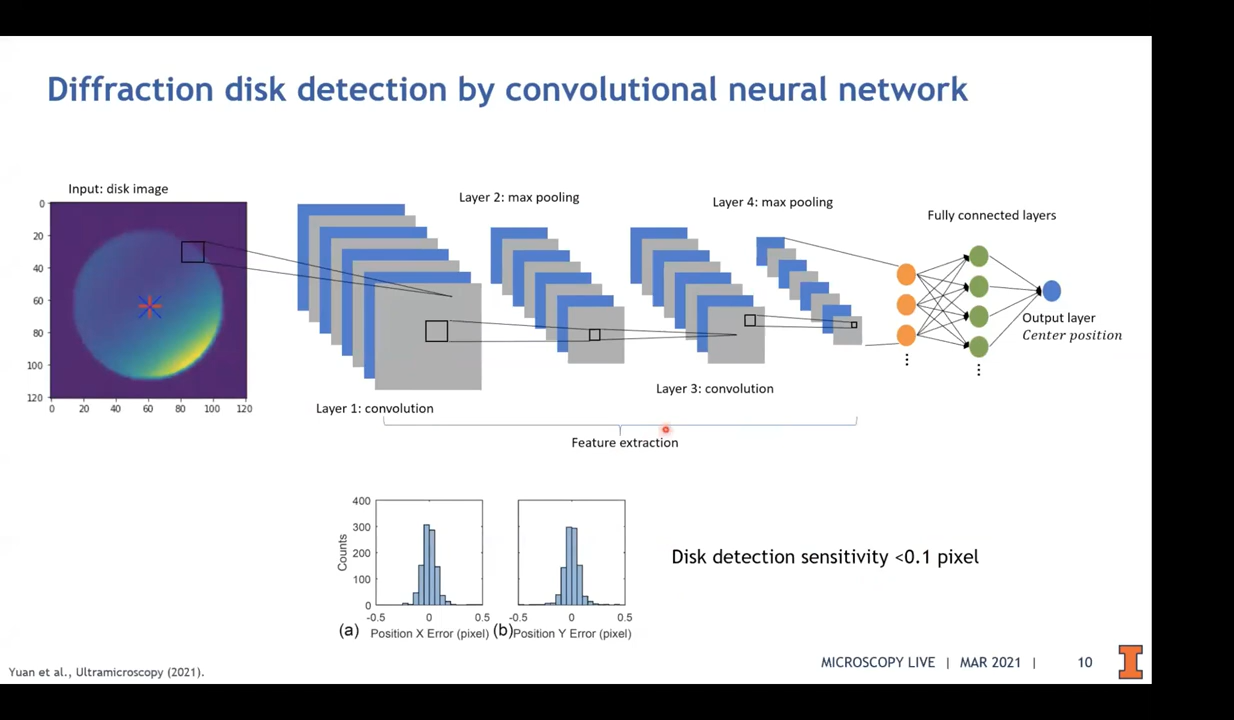 Diffraction disk detection by convolutional neural network
Input: disk image
0
20
40
60
80
100
120
0 20 40 60 80 100 120
Layer 1: convolution
Layer 2: max pooling
Layer 3: convolution
Layer 4: max pooling
Fully connected layers
Output layer
Center position
Feature extraction
400
300
200
100
0
Counts
-0.5 0 0.5
Position X Error (pixel)
(a)
-0.5 0 0.5
Position Y Error (pixel)
(b)
Disk detection sensitivity <0.1 pixel
Yuan et al., Ultramicroscopy (2021).
MICROSCOPY LIVE | MAR 2021 | 10
I